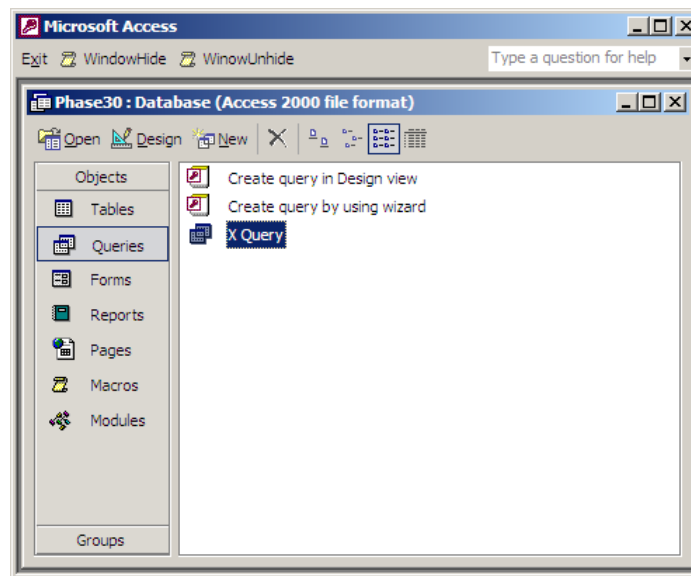 Microsoft Access
Exit WindowHide WinowUnhide Type a question for help
Phase30 : Database (Access 2000 file format)
Open Design New
Objects
Tables
Queries
Forms
Reports
Pages
Macros
Modules
Groups
Create query in Design view
Create query by using wizard
X Query